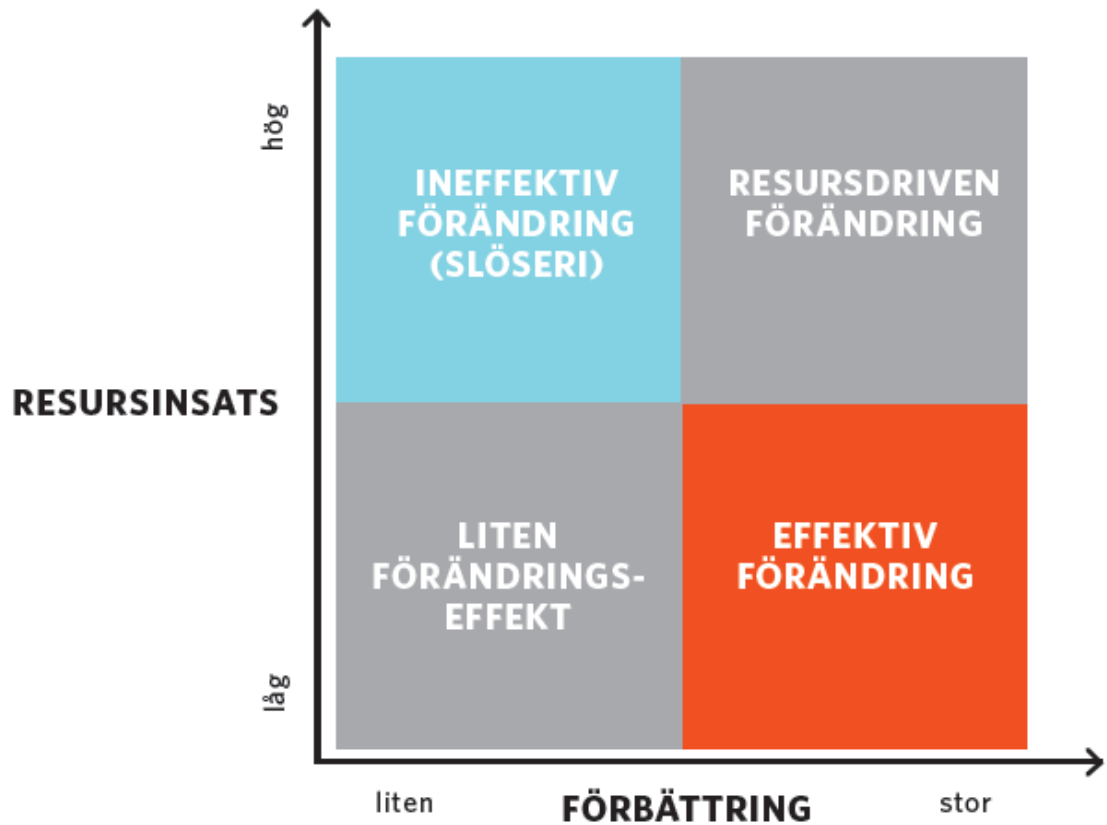 hög
INEFFEKTIV
FÖRÄNDRING
(SLÖSERI)
RESURSDRIVEN
FÖRÄNDRING
RESURSINSATS
LITEN
FÖRÄNDRINGS-
EFFEKT
EFFEKTIV
FÖRÄNDRING
låg
liten
FÖRBÄTTRING
stor